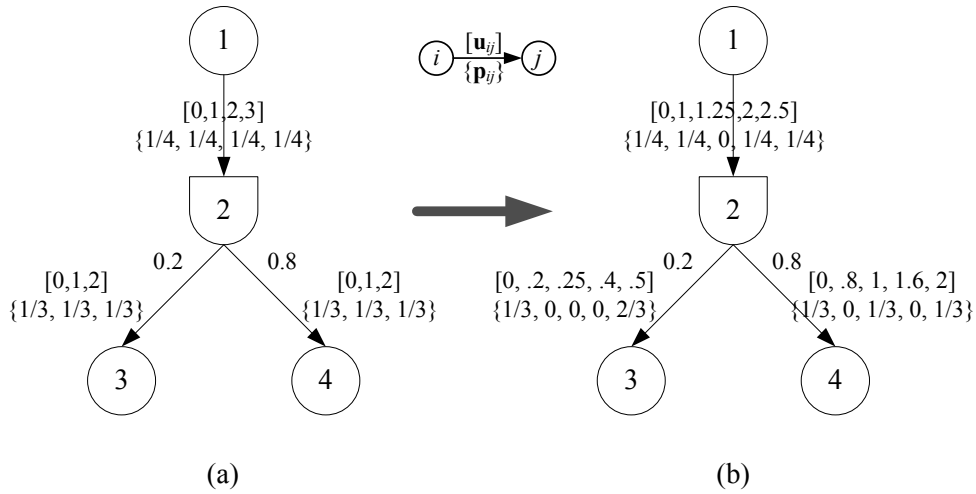 1
[0,1,2,3]
{1/4, 1/4, 1/4, 1/4}
2
0.2
0.8
[0,1,2]
{1/3, 1/3, 1/3}
[0,1,2]
{1/3, 1/3, 1/3}
3
4
(a)
i
[u_ij]
{p_ij}
j
1
[0,1,1.25,2,2.5]
{1/4, 1/4, 0, 1/4, 1/4}
2
0.2
0.8
[0, .2, .25, .4, .5]
{1/3, 0, 0, 0, 2/3}
[0, .8, 1, 1.6, 2]
{1/3, 0, 1/3, 0, 1/3}
3
4
(b)